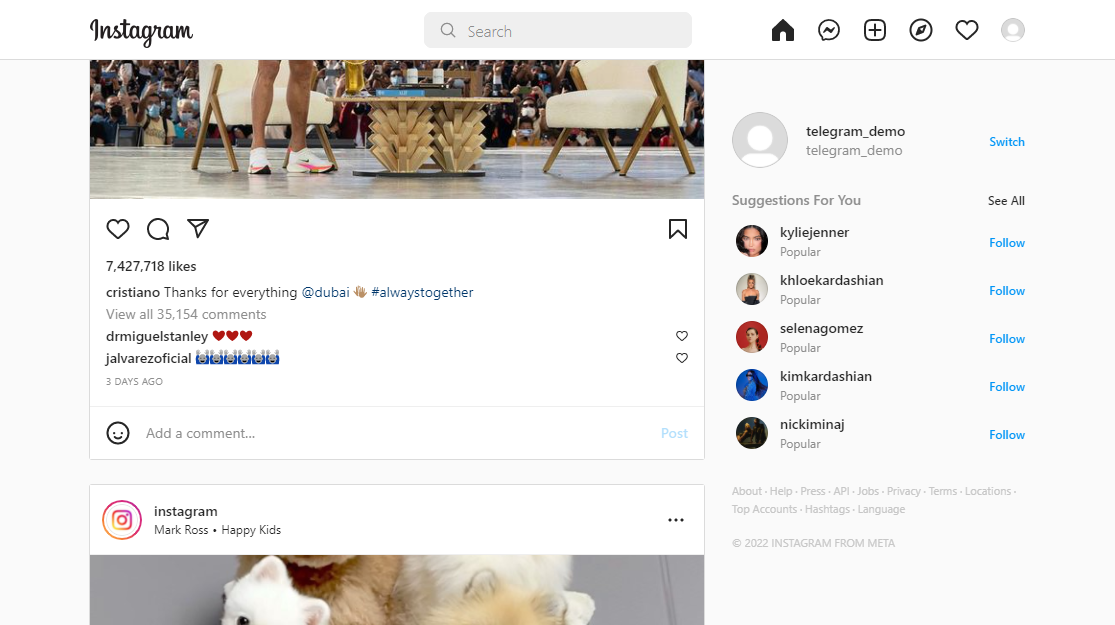 Instagram
Search
7,427,718 likes
cristiano Thanks for everything @dubai 👋🏽 #alwaystogether
View all 35,154 comments
drmiguelstanley ❤️❤️❤️
jalvarezoficial 🙌🏼🙌🏼🙌🏼🙌🏼🙌🏼🙌🏼
3 DAYS AGO
Add a comment... Post
instagram
Mark Ross • Happy Kids
telegram_demo
telegram_demo
Switch
Suggestions For You See All
kyliejenner
Popular
Follow
khloekardashian
Popular
Follow
selenagomez
Popular
Follow
kimkardashian
Popular
Follow
nickiminaj
Popular
Follow
About · Help · Press · API · Jobs · Privacy · Terms · Locations ·
Top Accounts · Hashtags · Language
© 2022 INSTAGRAM FROM META